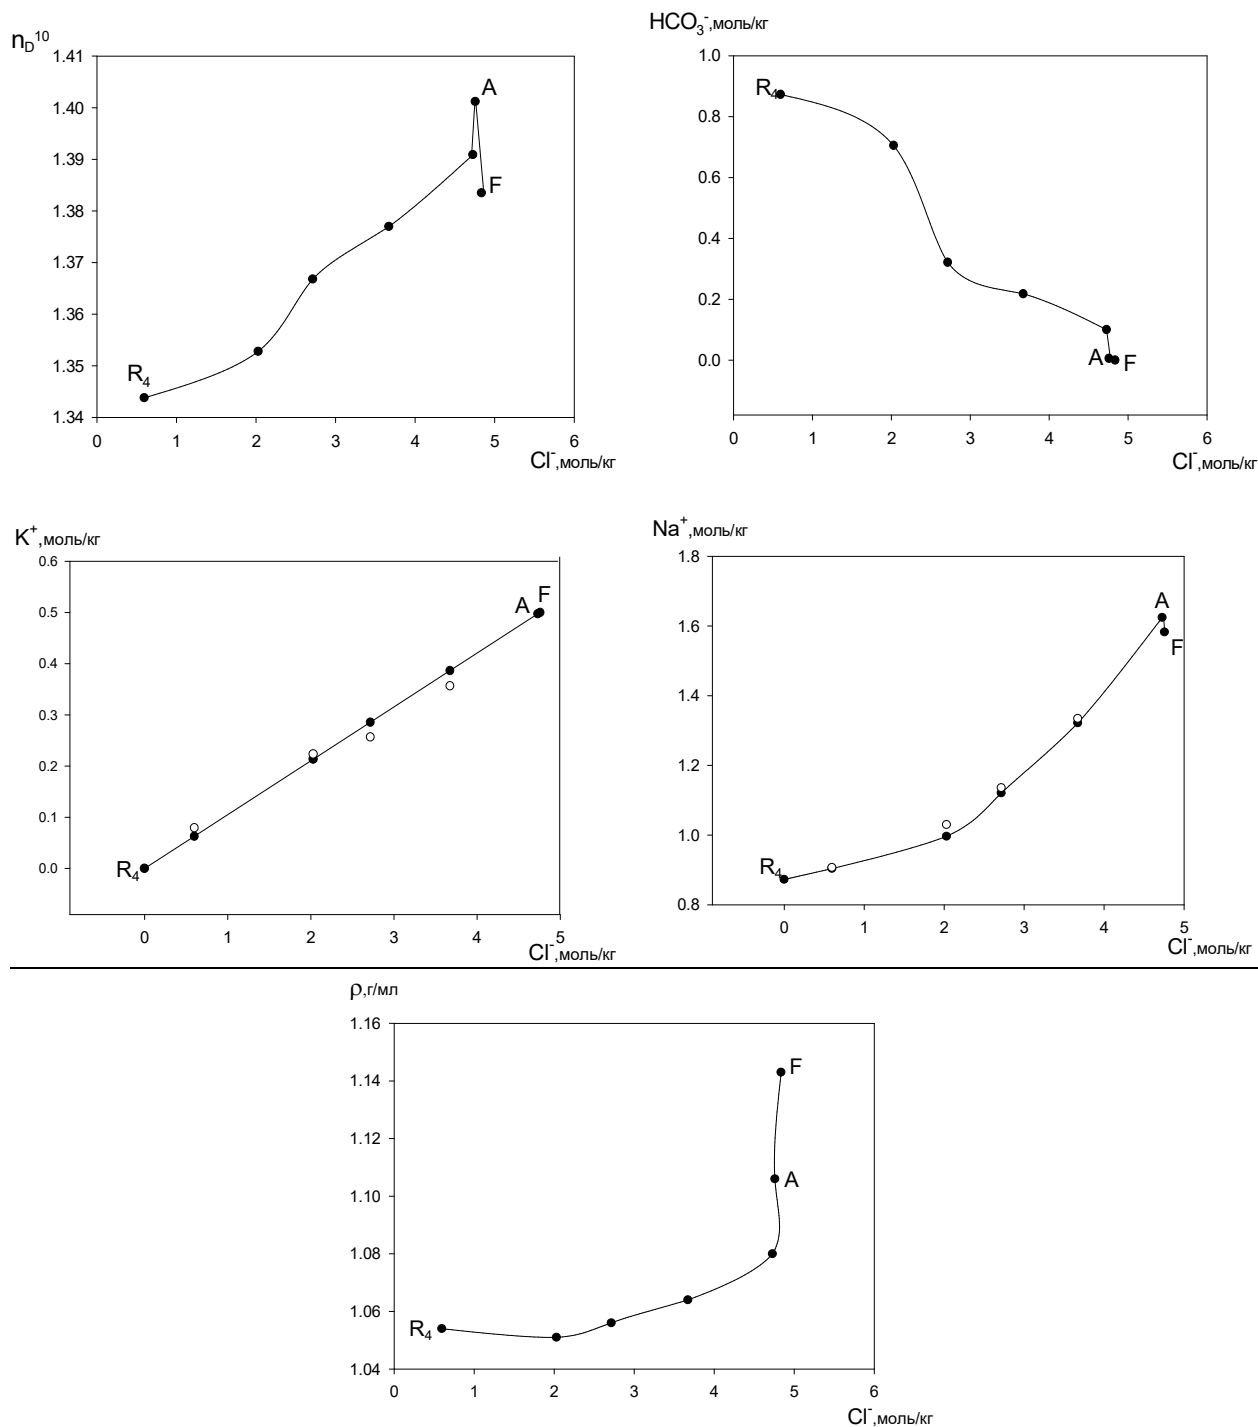 n_D^10
1.41
1.40
1.39
1.38
1.37
1.36
1.35
1.34
A
F
R₄
0 1 2 3 4 5 6
Cl⁻,моль/кг
HCO₃⁻,моль/кг
1.0
0.8
0.6
0.4
0.2
0.0
R₄
A F
0 1 2 3 4 5 6
Cl⁻,моль/кг
K⁺,моль/кг
0.6
0.5
0.4
0.3
0.2
0.1
0.0
A F
R₄
0 1 2 3 4 5
Cl⁻,моль/кг
Na⁺,моль/кг
1.8
1.6
1.4
1.2
1.0
0.8
A
F
R₄
0 1 2 3 4 5
Cl⁻,моль/кг
ρ,г/мл
1.16
1.14
1.12
1.10
1.08
1.06
1.04
F
A
R₄
0 1 2 3 4 5 6
Cl⁻,моль/кг